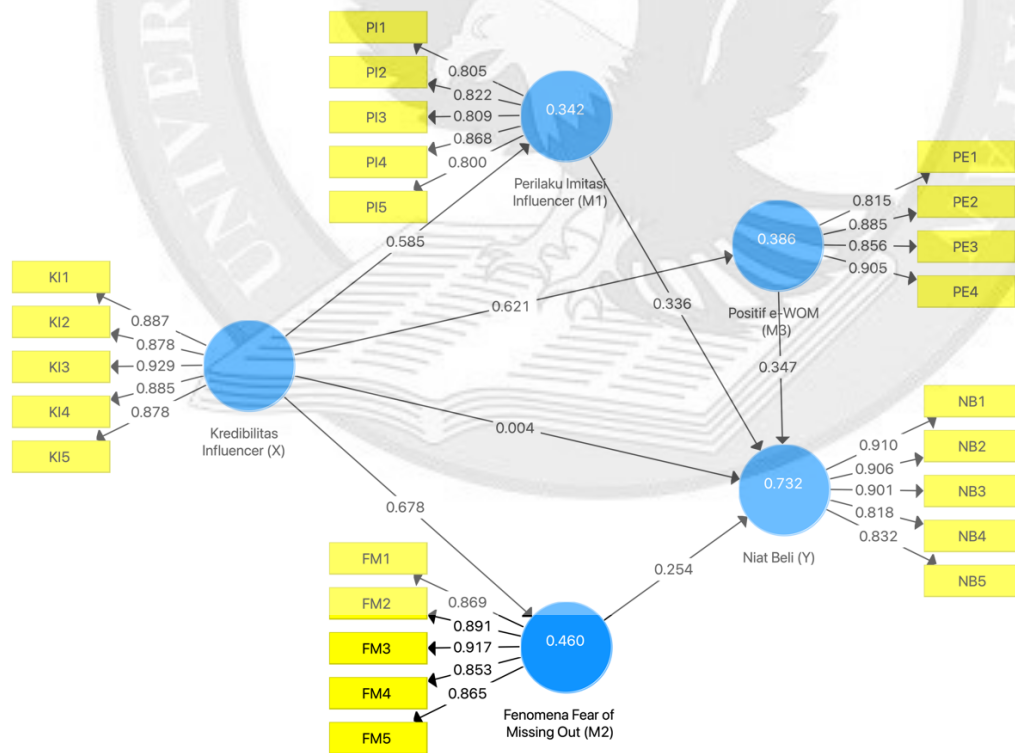 PI1
PI2
PI3
PI4
PI5
0.805
0.822
0.809
0.868
0.800
0.342
Perilaku Imitasi
Influencer (M1)
PE1
PE2
PE3
PE4
0.815
0.885
0.856
0.905
0.386
Positif e-WOM
(M3)
KI1
KI2
KI3
KI4
KI5
0.887
0.878
0.929
0.885
0.878
Kredibilitas
Influencer (X)
0.585
0.621
0.336
0.347
0.004
0.678
0.254
NB1
NB2
NB3
NB4
NB5
0.910
0.906
0.901
0.818
0.832
0.732
Niat Beli (Y)
FM1
FM2
FM3
FM4
FM5
0.869
0.891
0.917
0.853
0.865
0.460
Fenomena Fear of
Missing Out (M2)
UNIVER